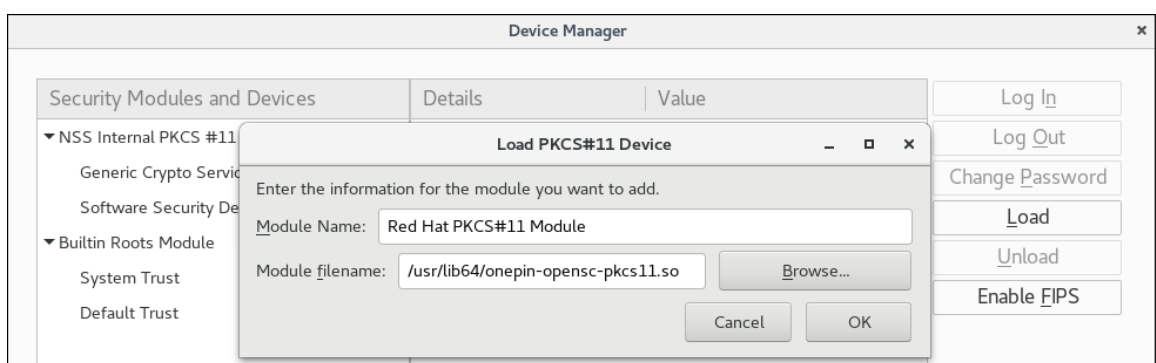 Device Manager
Security Modules and Devices Details Value Log In
NSS Internal PKCS #11 Log Out
Load PKCS#11 Device
Generic Crypto Change Password
Enter the information for the module you want to add.
Software Security
Module Name: Red Hat PKCS#11 Module Load
Builtin Roots Module
Module filename: /usr/lib64/onepin-opensc-pkcs11.so Browse... Unload
System Trust
Enable FIPS
Default Trust
Cancel OK